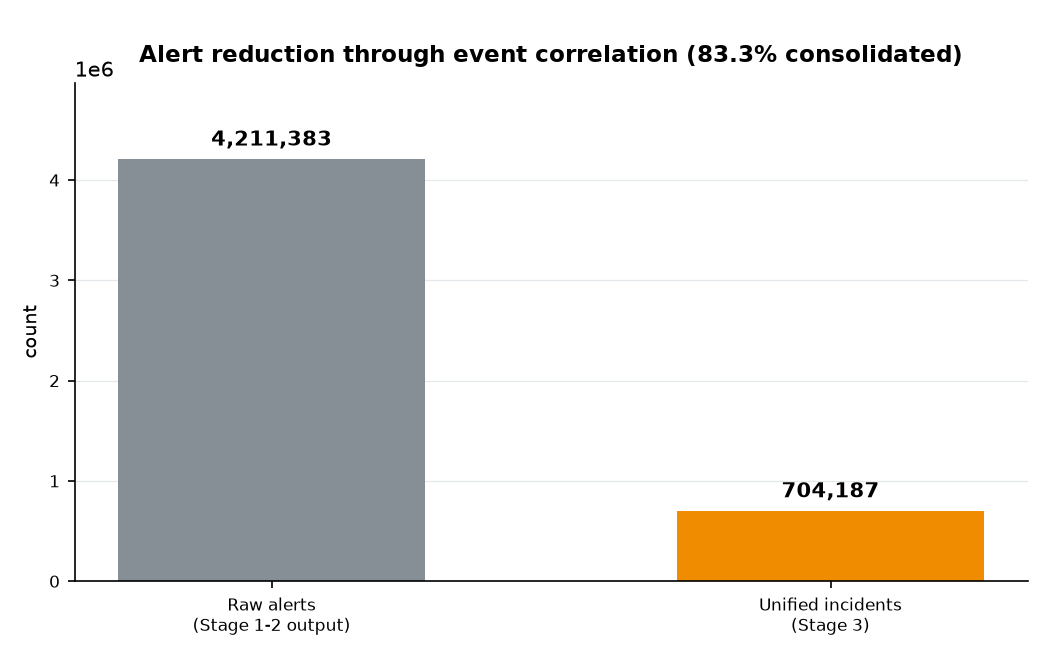 Alert reduction through event correlation (83.3% consolidated)
1e6
4,211,383
4
3
count
2
704,187
1
0
Raw alerts
(Stage 1-2 output)
Unified incidents
(Stage 3)